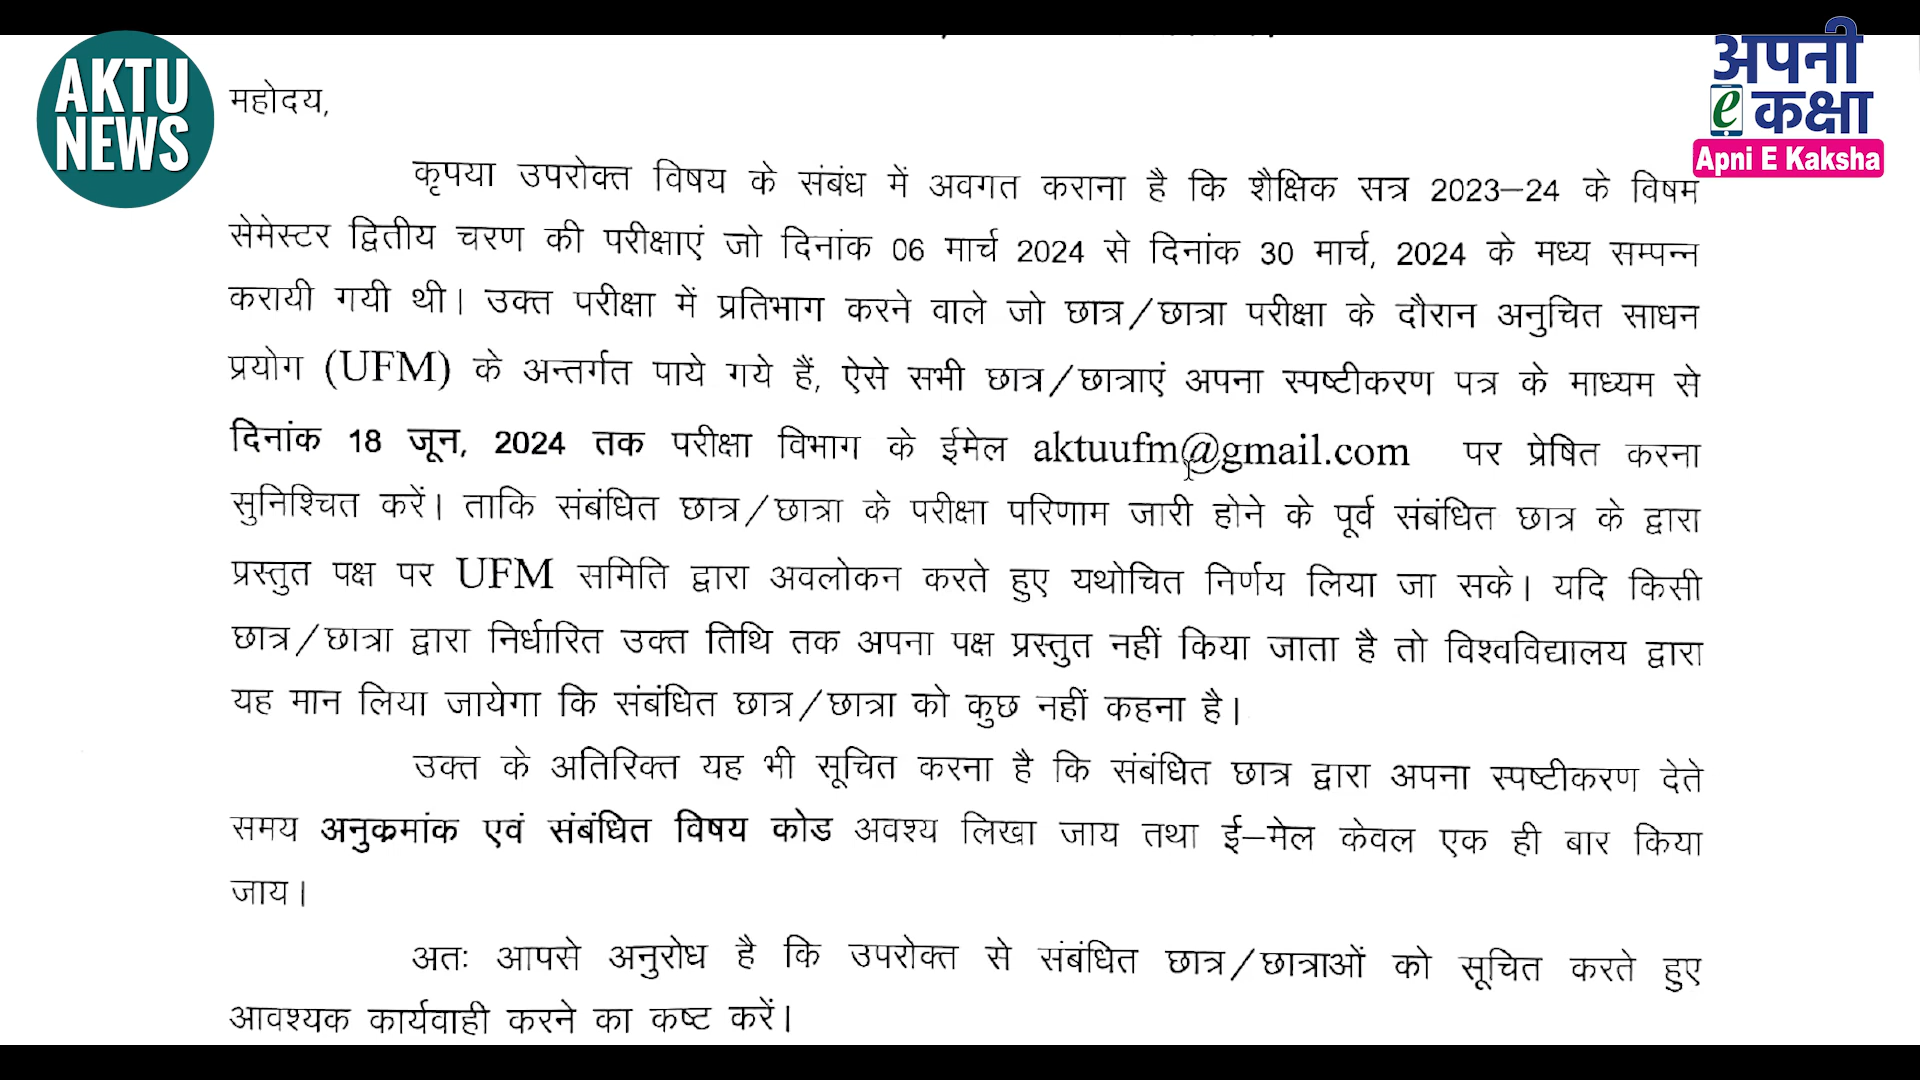 AKTU
NEWS
अपनी
e कक्षा
Apni E Kaksha
महोदय,
कृपया उपरोक्त विषय के संबंध में अवगत कराना है कि शैक्षिक सत्र 2023–24 के विषम
सेमेस्टर द्वितीय चरण की परीक्षाएं जो दिनांक 06 मार्च 2024 से दिनांक 30 मार्च, 2024 के मध्य सम्पन्न
करायी गयी थी। उक्त परीक्षा में प्रतिभाग करने वाले जो छात्र/छात्रा परीक्षा के दौरान अनुचित साधन
प्रयोग (UFM) के अन्तर्गत पाये गये हैं, ऐसे सभी छात्र/छात्राएं अपना स्पष्टीकरण पत्र के माध्यम से
दिनांक 18 जून, 2024 तक परीक्षा विभाग के ईमेल aktuufm@gmail.com पर प्रेषित करना
सुनिश्चित करें। ताकि संबंधित छात्र/छात्रा के परीक्षा परिणाम जारी होने के पूर्व संबंधित छात्र के द्वारा
प्रस्तुत पक्ष पर UFM समिति द्वारा अवलोकन करते हुए यथोचित निर्णय लिया जा सके। यदि किसी
छात्र/छात्रा द्वारा निर्धारित उक्त तिथि तक अपना पक्ष प्रस्तुत नहीं किया जाता है तो विश्वविद्यालय द्वारा
यह मान लिया जायेगा कि संबंधित छात्र/छात्रा को कुछ नहीं कहना है।
उक्त के अतिरिक्त यह भी सूचित करना है कि संबंधित छात्र द्वारा अपना स्पष्टीकरण देते
समय अनुक्रमांक एवं संबंधित विषय कोड अवश्य लिखा जाय तथा ई–मेल केवल एक ही बार किया
जाय।
अतः आपसे अनुरोध है कि उपरोक्त से संबंधित छात्र/छात्राओं को सूचित करते हुए
आवश्यक कार्यवाही करने का कष्ट करें।